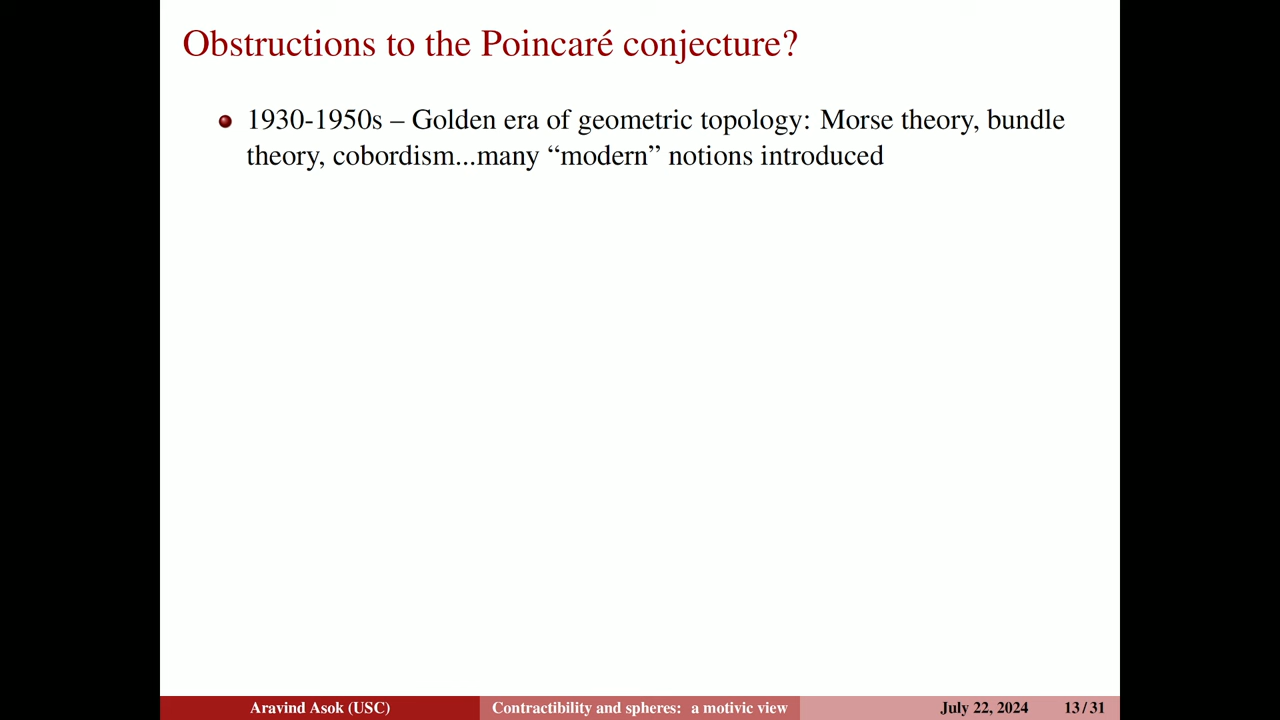 Obstructions to the Poincaré conjecture?
1930-1950s – Golden era of geometric topology: Morse theory, bundle
theory, cobordism...many “modern” notions introduced
Aravind Asok (USC) Contractibility and spheres: a motivic view July 22, 2024 13 / 31